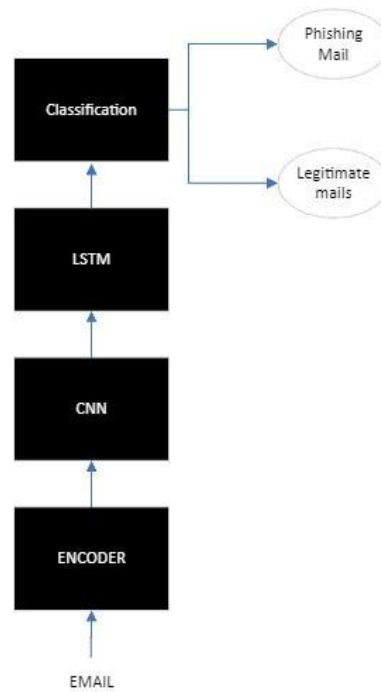 Phishing
Mail
Classification
Legitimate
mails
LSTM
CNN
ENCODER
EMAIL